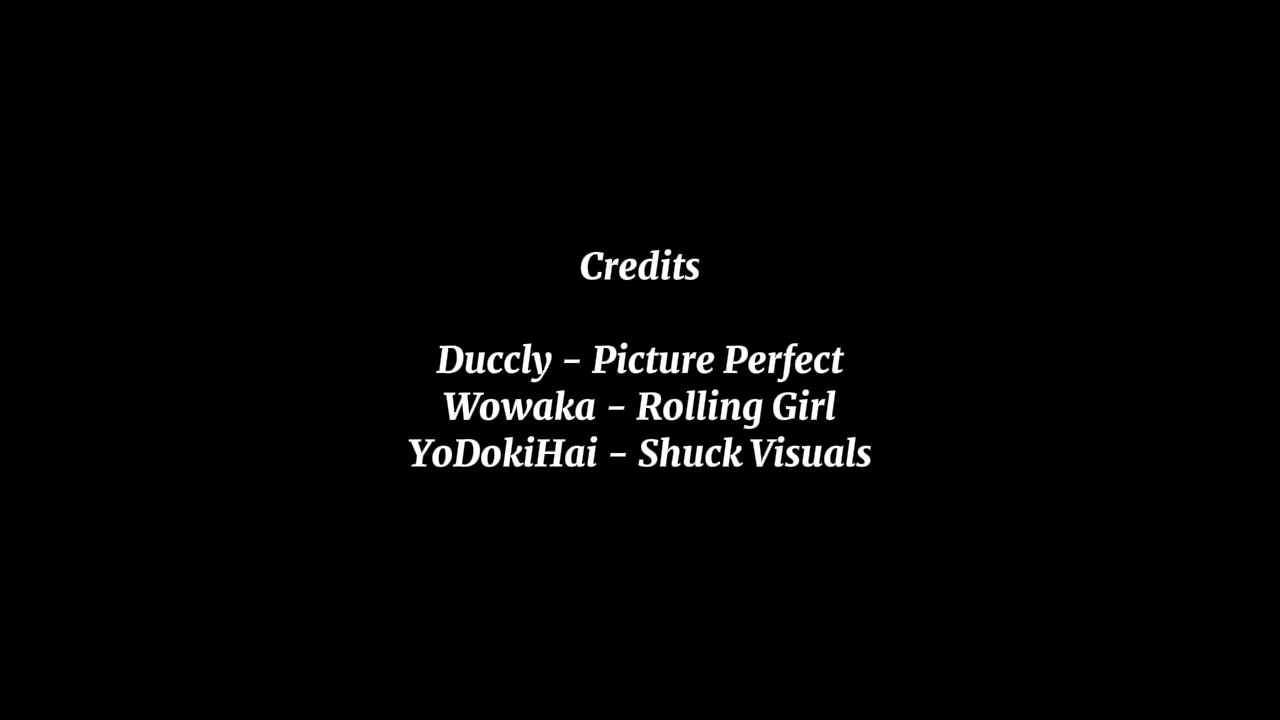 Credits
Duccly - Picture Perfect
Wowaka - Rolling Girl
YoDokiHai - Shuck Visuals